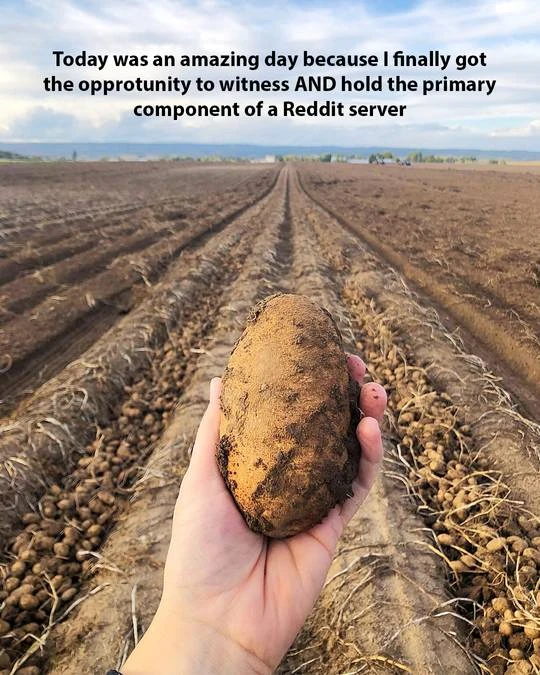 Today was an amazing day because I finally got
the opprotunity to witness AND hold the primary
component of a Reddit server